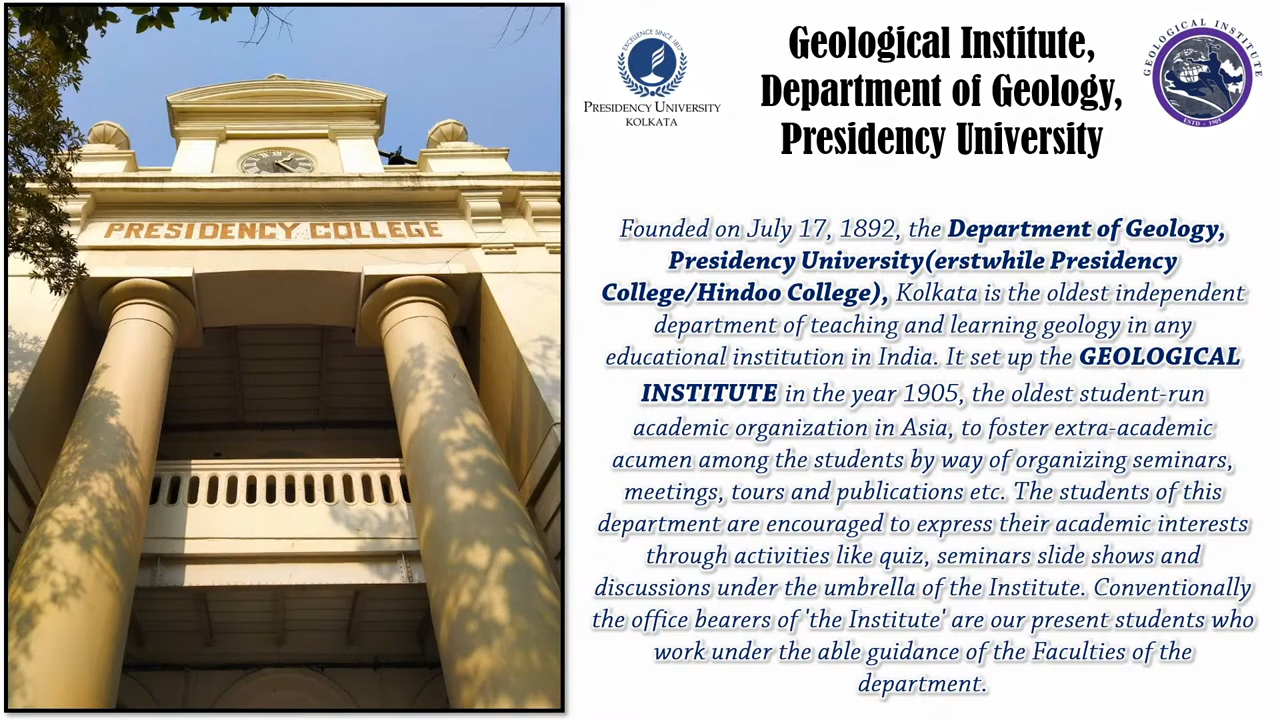 PRESIDENCY COLLEGE
EXCELLENCE SINCE 1817
PRESIDENCY UNIVERSITY
KOLKATA
Geological Institute,
Department of Geology,
Presidency University
GEOLOGICAL INSTITUTE
ESTD - 1905
Founded on July 17, 1892, the Department of Geology,
Presidency University(erstwhile Presidency
College/Hindoo College), Kolkata is the oldest independent
department of teaching and learning geology in any
educational institution in India. It set up the GEOLOGICAL
INSTITUTE in the year 1905, the oldest student-run
academic organization in Asia, to foster extra-academic
acumen among the students by way of organizing seminars,
meetings, tours and publications etc. The students of this
department are encouraged to express their academic interests
through activities like quiz, seminars slide shows and
discussions under the umbrella of the Institute. Conventionally
the office bearers of 'the Institute' are our present students who
work under the able guidance of the Faculties of the
department.